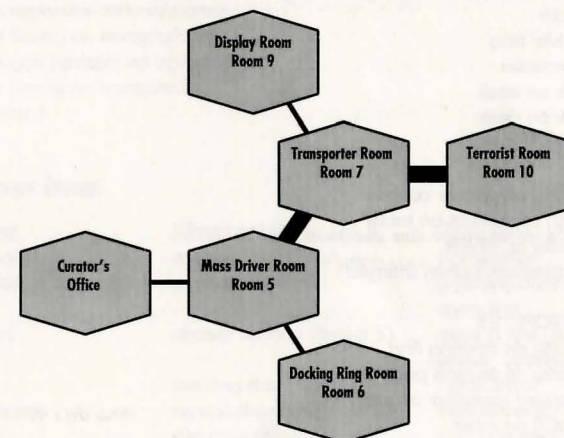 Display Room
Room 9
Transporter Room
Room 7
Terrorist Room
Room 10
Curator's
Office
Mass Driver Room
Room 5
Docking Ring Room
Room 6